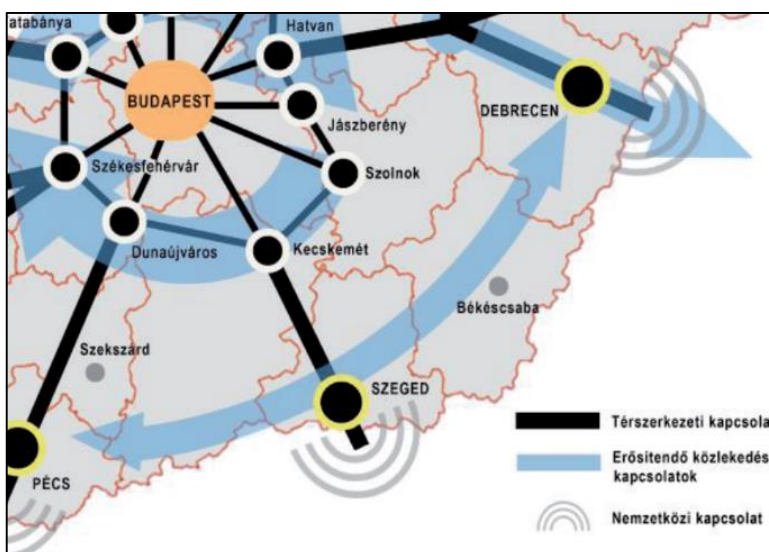 atabánya
Hatvan
BUDAPEST
DEBRECEN
Jászberény
Székesfehérvár
Szolnok
Dunaújváros
Kecskemét
Békéscsaba
Szekszárd
SZEGED
PÉCS
Térszerkezeti kapcsola
Erősítendő közlekedés
kapcsolatok
Nemzetközi kapcsolat